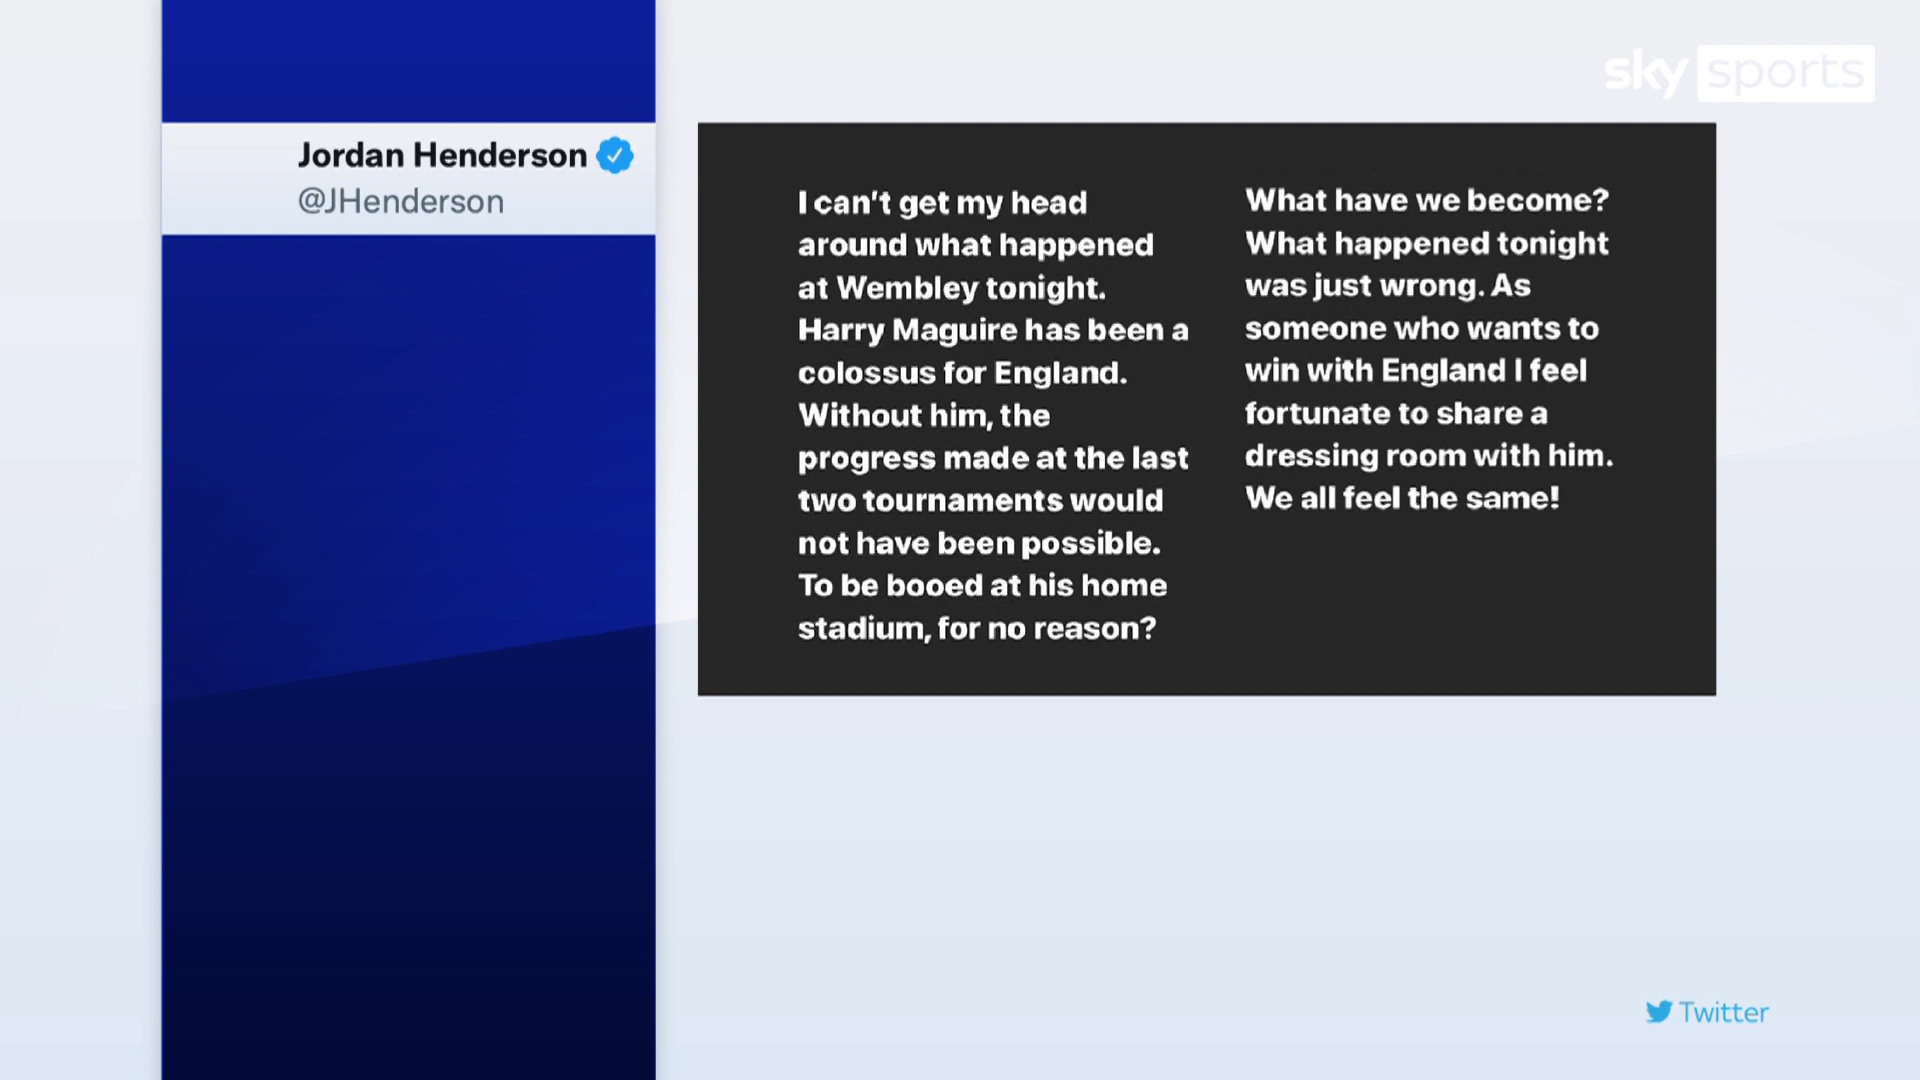 sky sports
Jordan Henderson
@JHenderson
I can't get my head
around what happened
at Wembley tonight.
Harry Maguire has been a
colossus for England.
Without him, the
progress made at the last
two tournaments would
not have been possible.
To be booed at his home
stadium, for no reason?
What have we become?
What happened tonight
was just wrong. As
someone who wants to
win with England I feel
fortunate to share a
dressing room with him.
We all feel the same!
Twitter